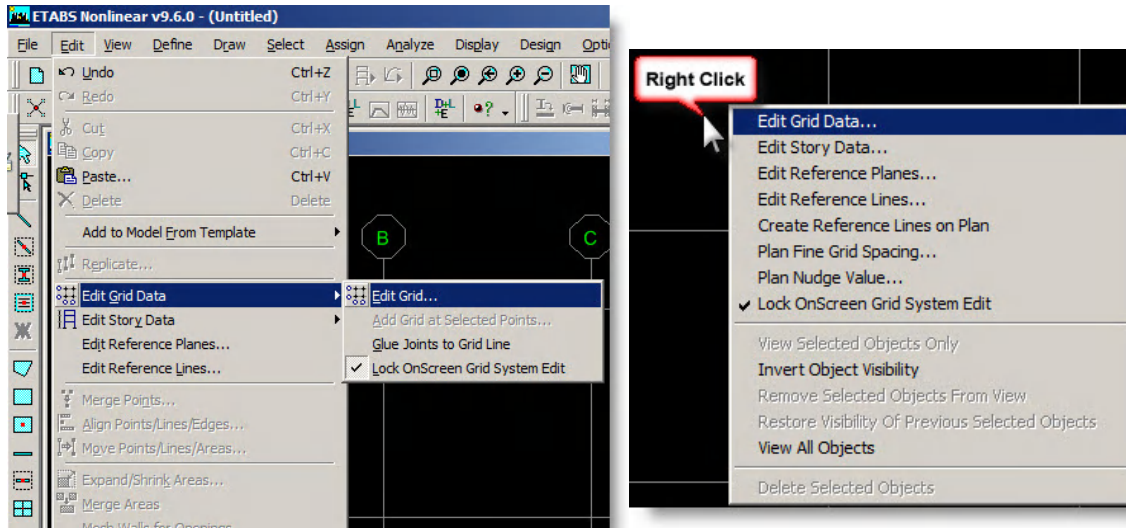 ETABS Nonlinear v9.6.0 - (Untitled)
File Edit View Define Draw Select Assign Analyze Display Design
Undo Ctrl+Z
Redo Ctrl+Y
Cut Ctrl+X
Copy Ctrl+C
Paste... Ctrl+V
Delete Delete
Add to Model From Template
Replicate...
Edit Grid Data
Edit Story Data
Edit Reference Planes...
Edit Reference Lines...
Merge Points...
Align Points/Lines/Edges...
Move Points/Lines/Areas...
Expand/Shrink Areas...
Merge Areas
Mesh Walls for Openings
B
C
Edit Grid...
Add Grid at Selected Points...
Glue Joints to Grid Line
Lock OnScreen Grid System Edit
Right Click
Edit Grid Data...
Edit Story Data...
Edit Reference Planes...
Edit Reference Lines...
Create Reference Lines on Plan
Plan Fine Grid Spacing...
Plan Nudge Value...
Lock OnScreen Grid System Edit
View Selected Objects Only
Invert Object Visibility
Remove Selected Objects From View
Restore Visibility Of Previous Selected Objects
View All Objects
Delete Selected Objects